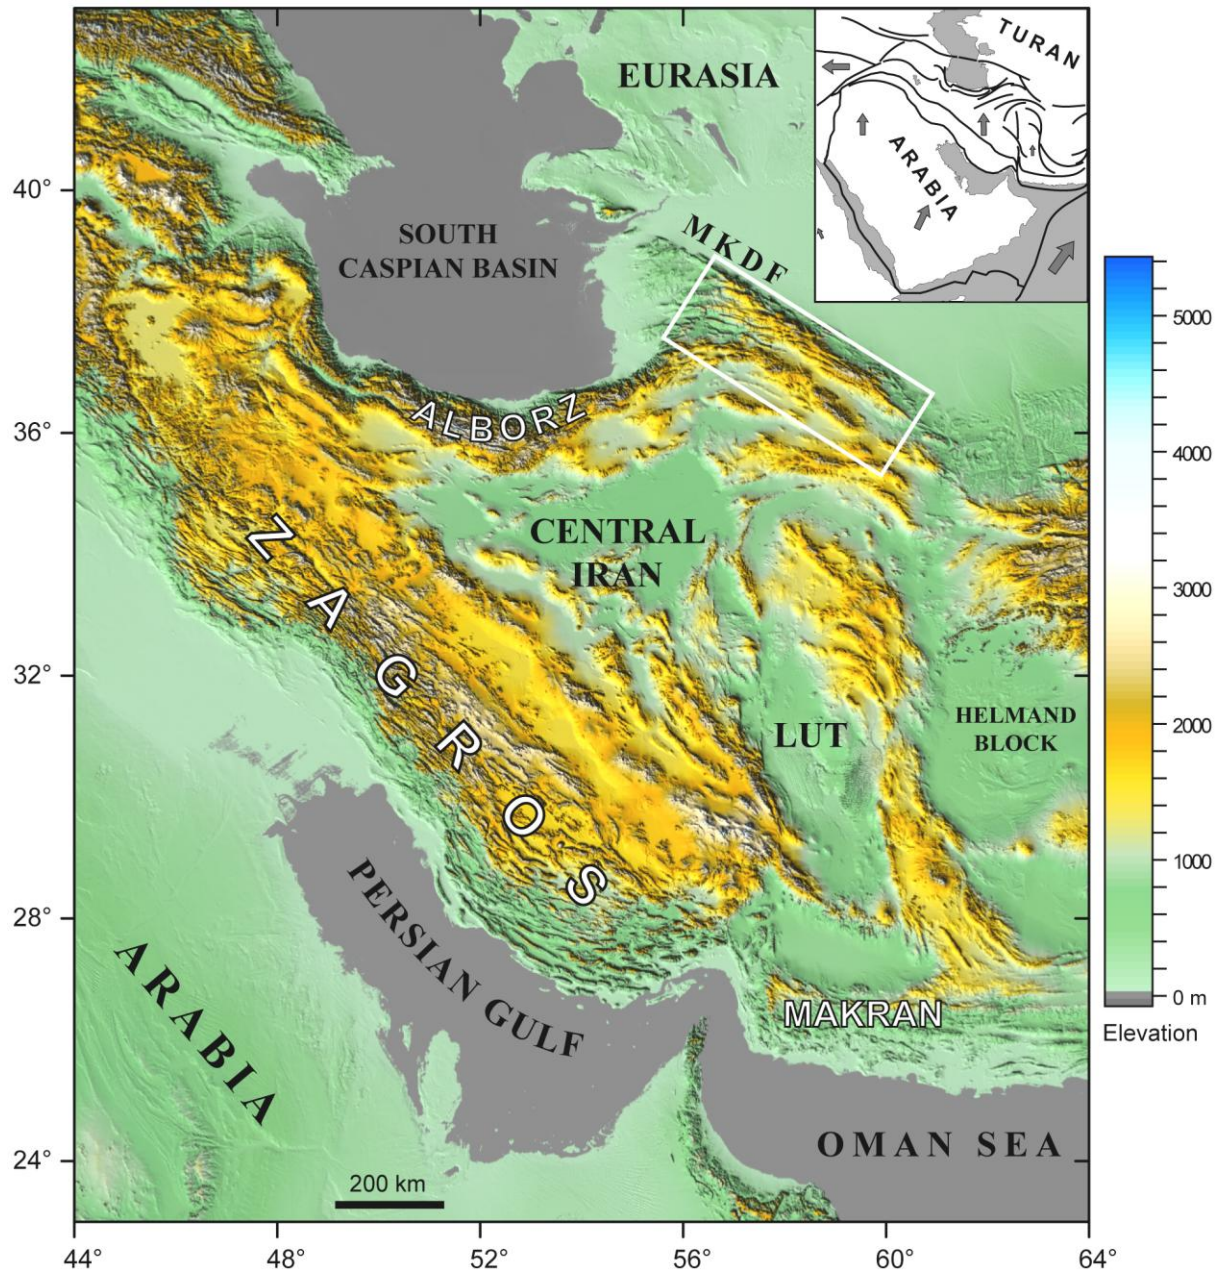 EURASIA
TURAN
ARABIA
40°
SOUTH
CASPIAN BASIN
MKDF
5000
4000
3000
2000
1000
0 m
Elevation
36°
ALBORZ
CENTRAL
IRAN
ZAGROS
32°
LUT
HELMAND
BLOCK
28°
PERSIAN GULF
ARABIA
MAKRAN
OMAN SEA
24°
200 km
44°
48°
52°
56°
60°
64°